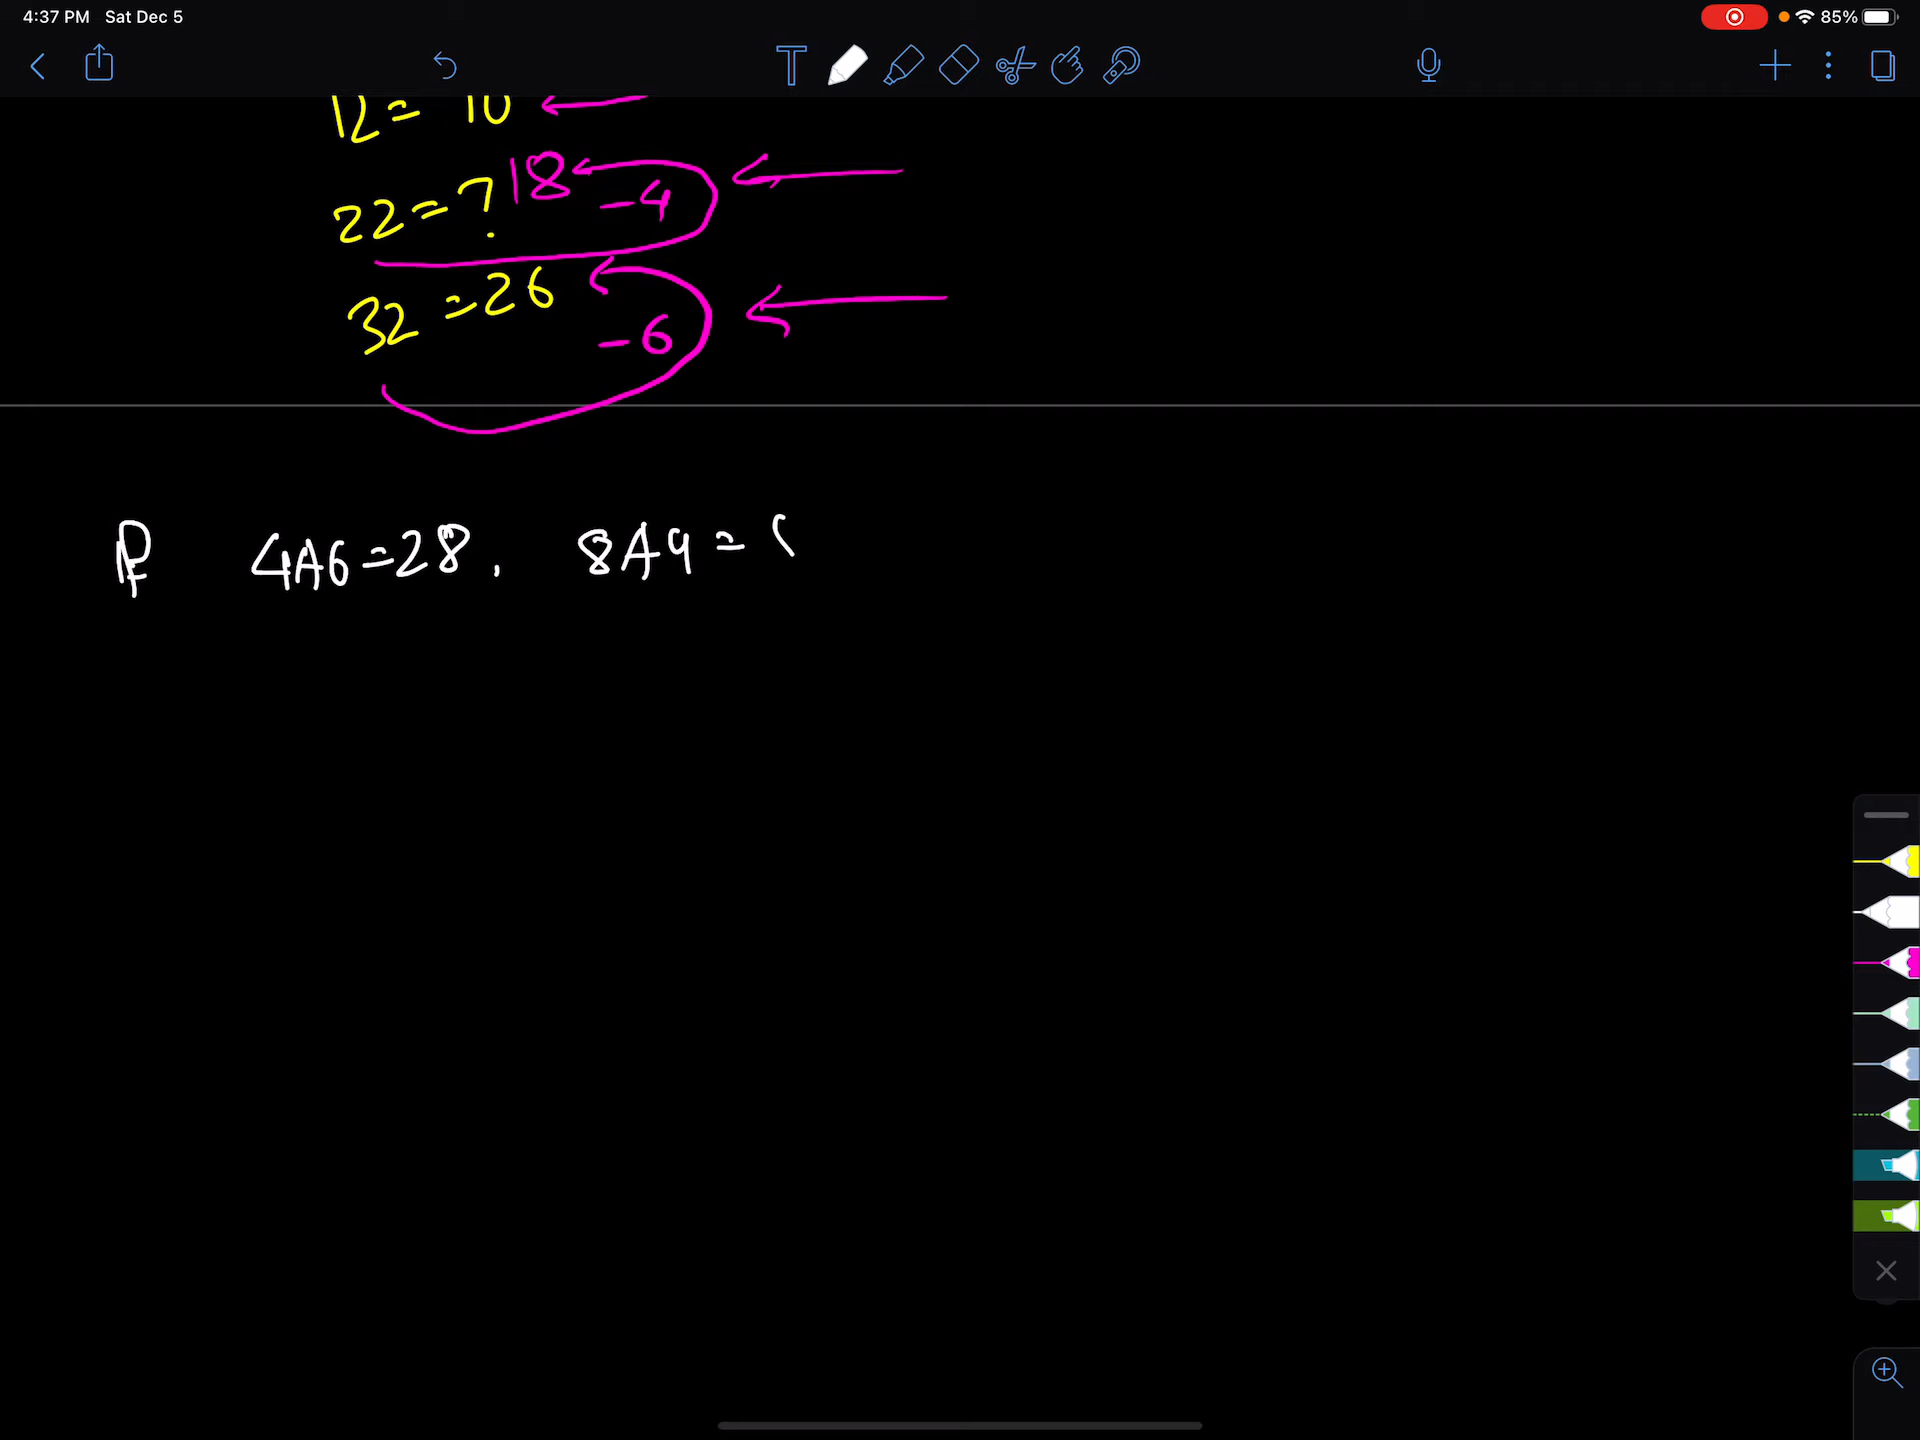 4:37 PM Sat Dec 5
85%
T
12 = 10
22 = ? 18
-4
32 = 26
-6
4A6 = 28, 8A9 =